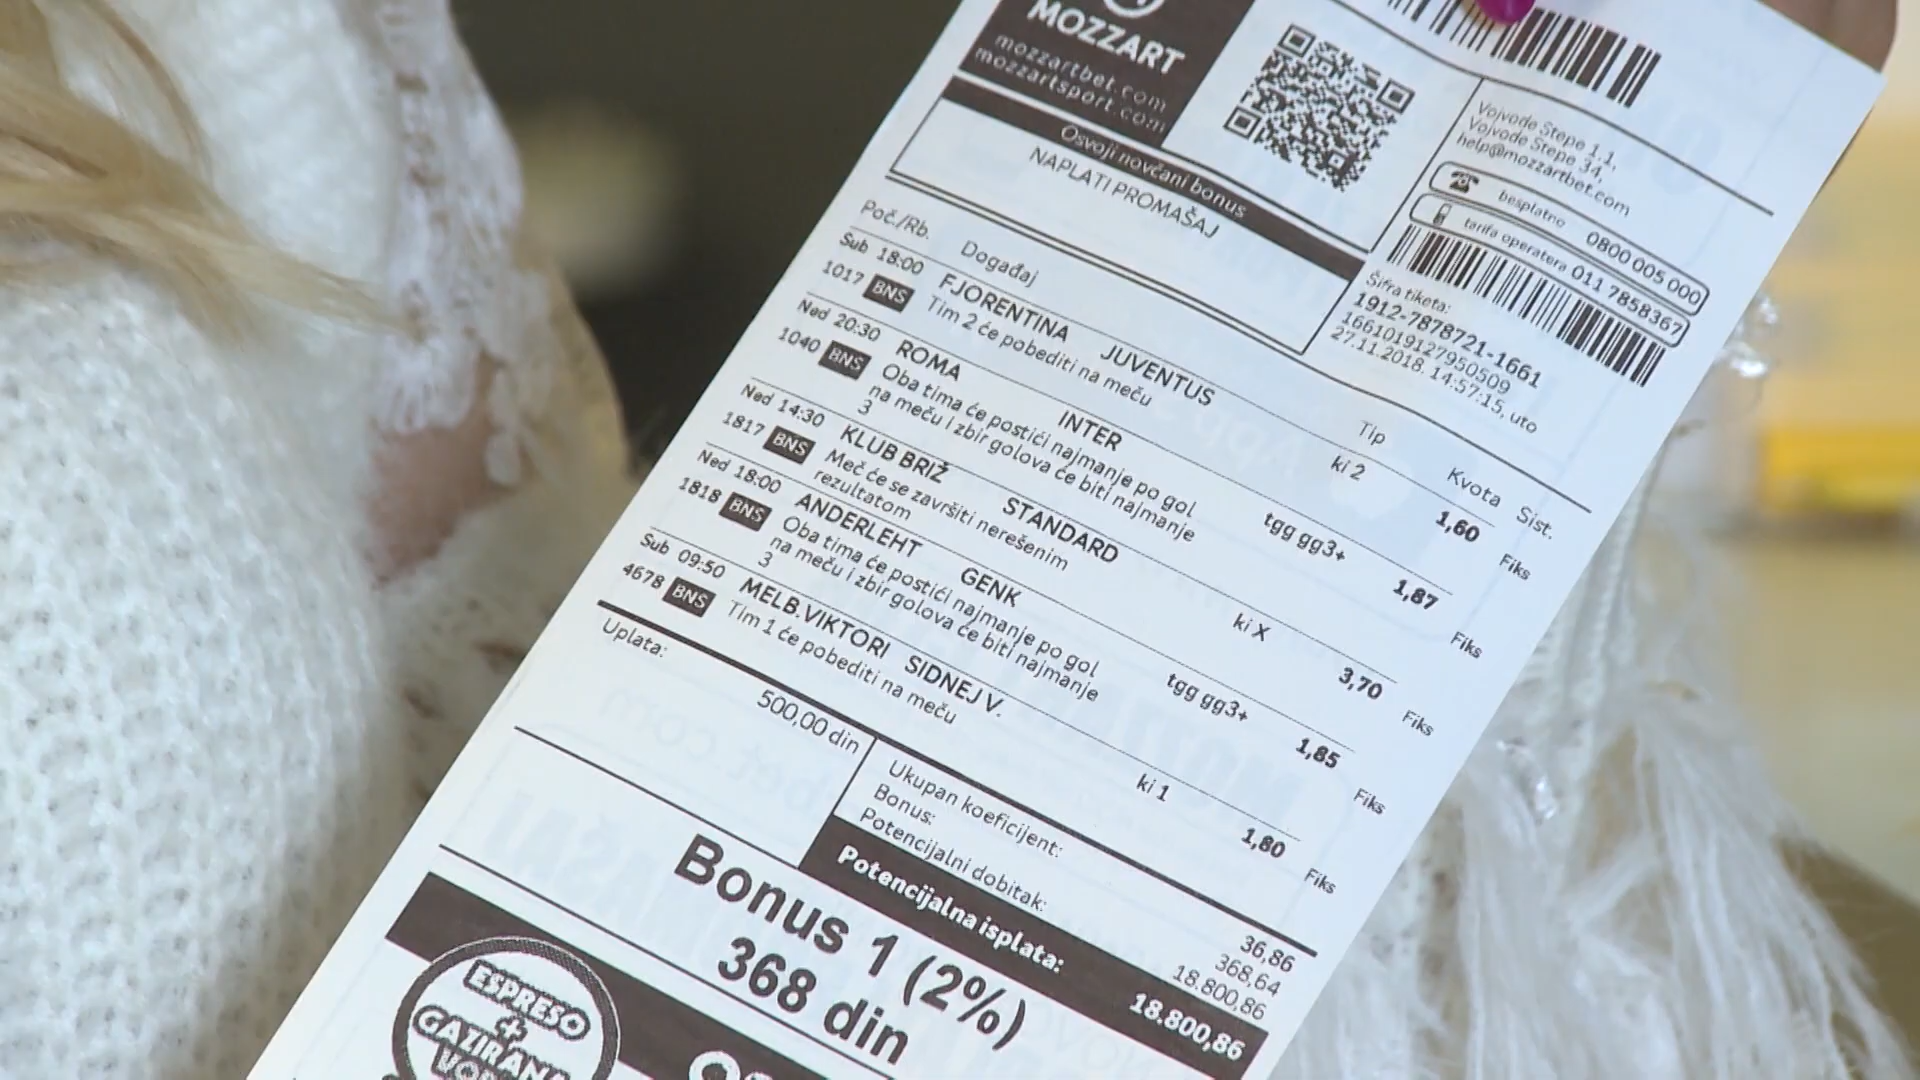 MOZZART
mozzartbet.com
mozzartsport.com
Vojvode Stepe 1,1,
Vojvode Stepe 34,
help@mozzartbet.com
besplatno 0800 005 000
tarifa operatera 011 7858367
Osvoji novčani bonus
NAPLATI PROMAŠAJ
Šifra tiketa:
1912-7878721-1661
1661019127950509
27.11.2018. 14:57:15, uto
Poč./Rb. Događaj Tip Kvota Sist.
Sub 18:00 FJORENTINA JUVENTUS ki 2 1,60 Fiks
1017 BNS Tim 2 će pobediti na meču
Ned 20:30 ROMA INTER tgg gg3+ 1,87 Fiks
1040 BNS Oba tima će postići najmanje po gol
na meču i zbir golova će biti najmanje
3
Ned 14:30 KLUB BRIŽ STANDARD ki X 3,70 Fiks
1817 BNS Meč će se završiti nerešenim
rezultatom
Ned 18:00 ANDERLEHT GENK tgg gg3+ 1,85 Fiks
1818 BNS Oba tima će postići najmanje po gol
na meču i zbir golova će biti najmanje
3
Sub 09:50 MELB.VIKTORI SIDNEJ V. ki 1 1,80 Fiks
4678 BNS Tim 1 će pobediti na meču
Uplata:
500,00 din
Ukupan koeficijent: 36,86
Bonus: 368,64
Potencijalni dobitak: 18.800,86
Potencijalna isplata: 18.800,86
Bonus 1 (2%)
368 din
ESPRESO
+
GAZIRANA